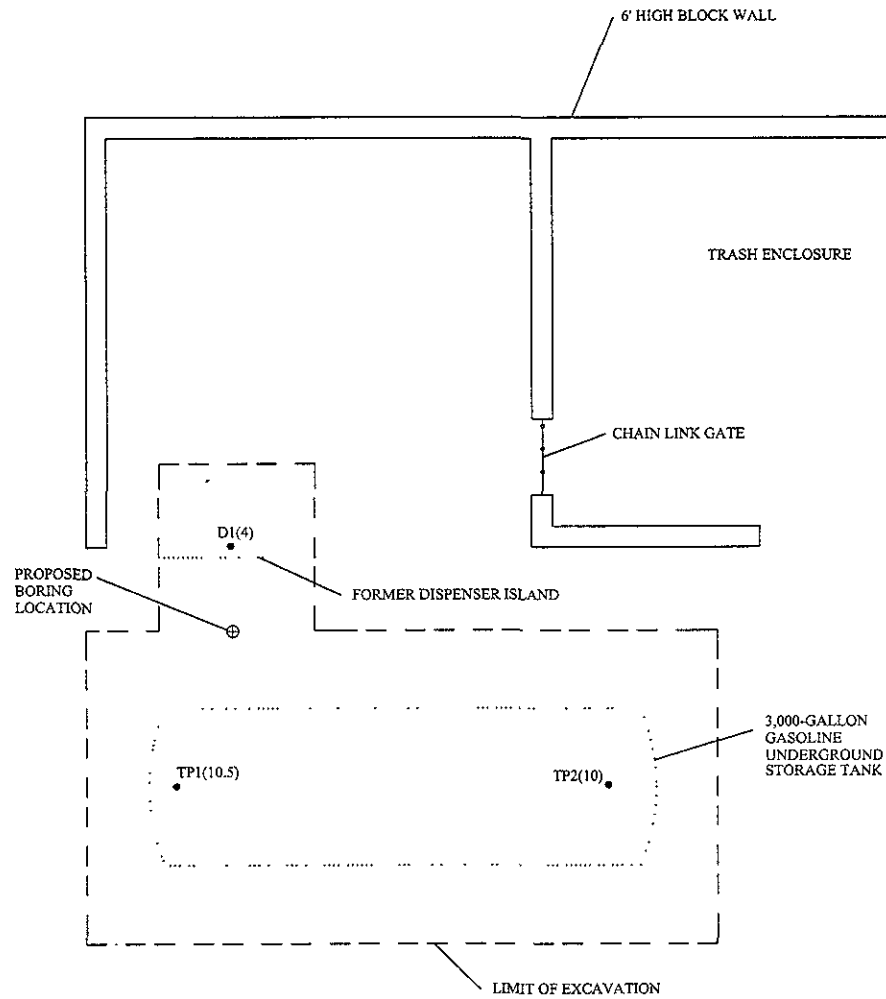 6' HIGH BLOCK WALL
TRASH ENCLOSURE
CHAIN LINK GATE
D1(4)
PROPOSED
BORING
LOCATION
FORMER DISPENSER ISLAND
3,000-GALLON
GASOLINE
UNDERGROUND
STORAGE TANK
TP1(10.5)
TP2(10)
LIMIT OF EXCAVATION